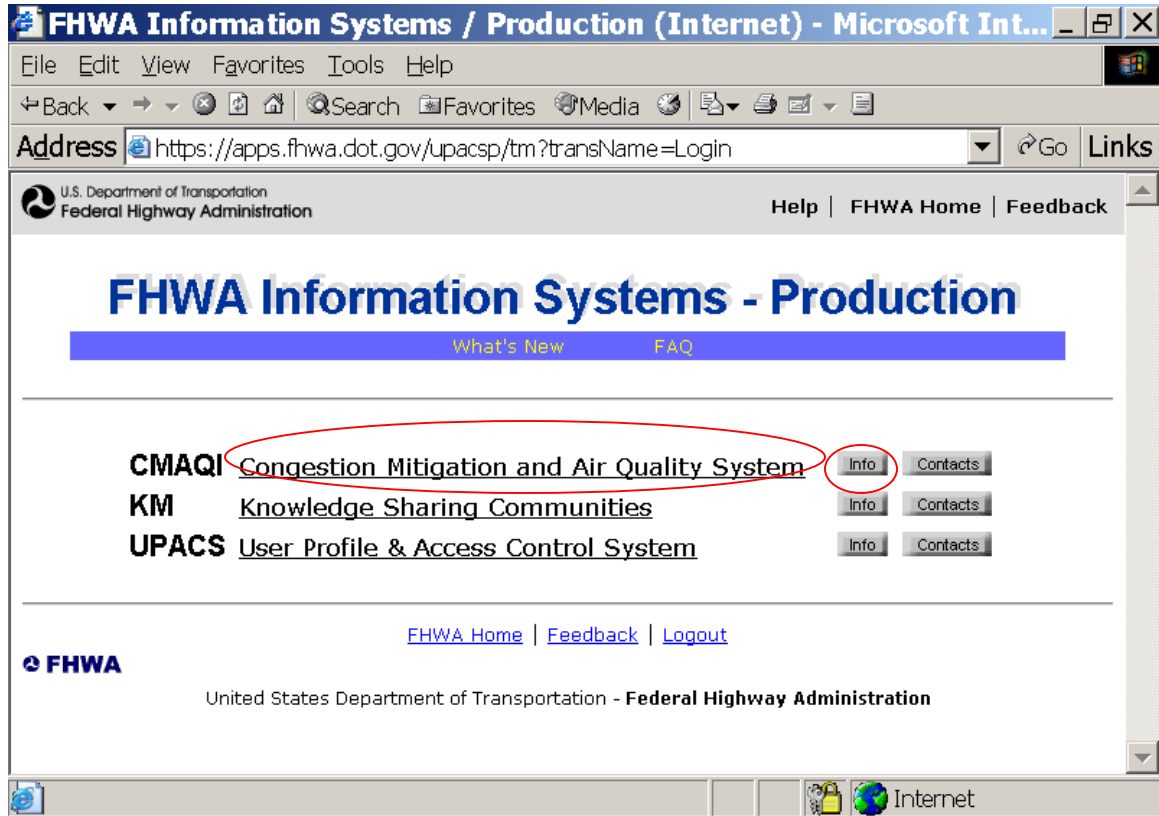 FHWA Information Systems / Production (Internet) - Microsoft Int...
File Edit View Favorites Tools Help
Back Search Favorites Media
Address https://apps.fhwa.dot.gov/upacsp/tm?transName=Login Go Links
U.S. Department of Transportation
Federal Highway Administration
Help | FHWA Home | Feedback
FHWA Information Systems - Production
What's New FAQ
CMAQI Congestion Mitigation and Air Quality System Info Contacts
KM Knowledge Sharing Communities Info Contacts
UPACS User Profile & Access Control System Info Contacts
FHWA Home | Feedback | Logout
FHWA
United States Department of Transportation - Federal Highway Administration
Internet